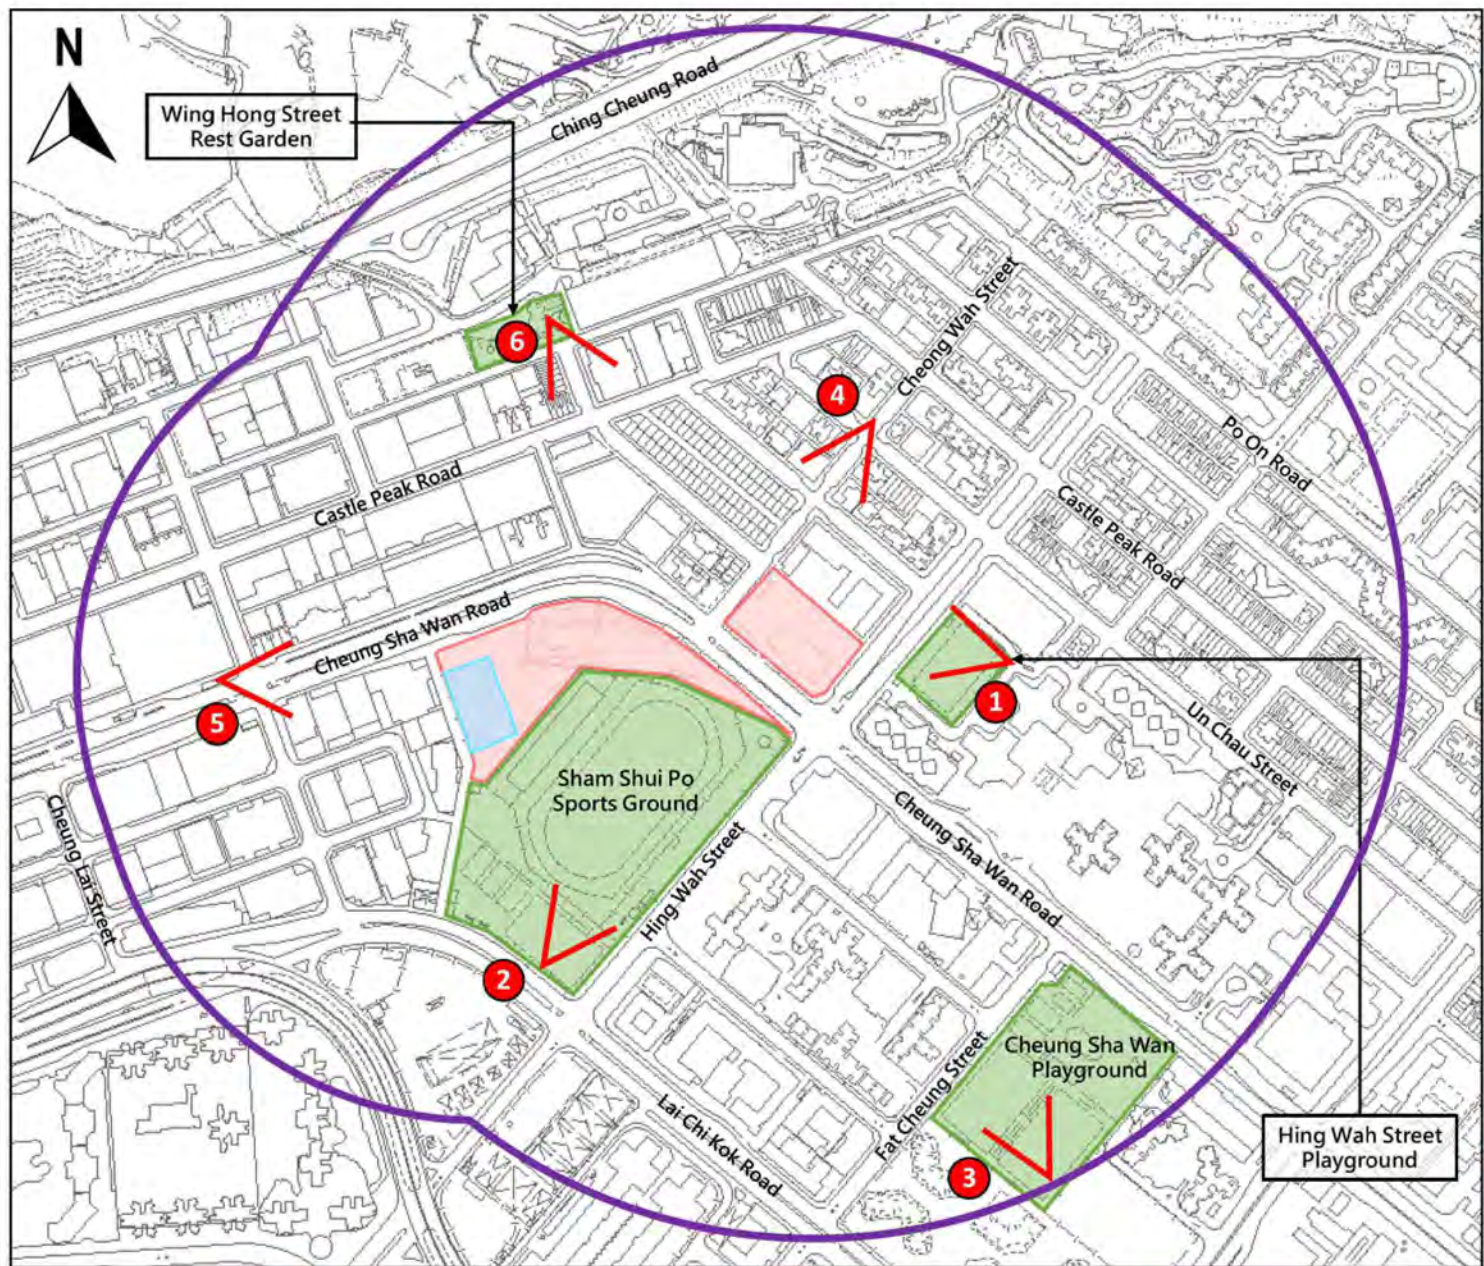 N
Ching Cheung Road
Wing Hong Street
Rest Garden
6
Cheong Wah Street
4
Po On Road
Castle Peak Road
Castle Peak Road
Cheung Sha Wan Road
5
1
Un Chau Street
Sham Shui Po
Sports Ground
Cheung Lai Street
Cheung Sha Wan Road
Hing Wah Street
2
Cheung Sha Wan
Playground
Fat Cheung Street
Lai Chi Kok Road
3
Hing Wah Street
Playground